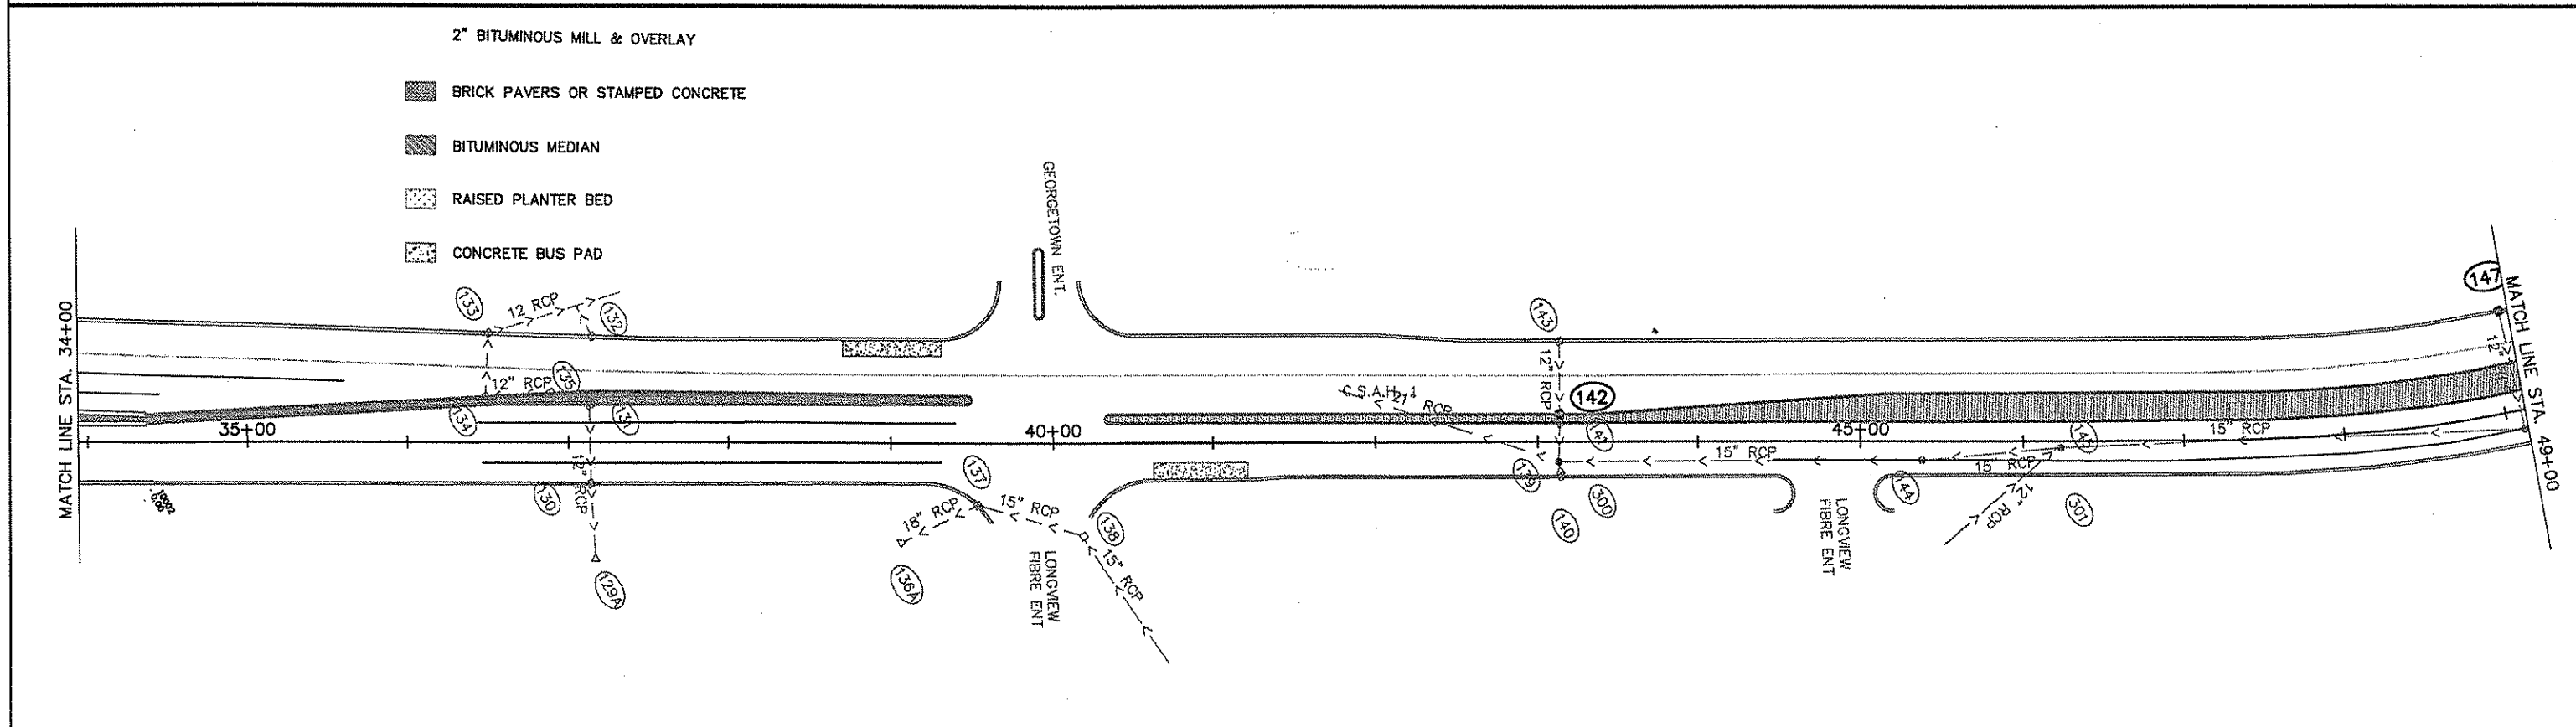 2" BITUMINOUS MILL & OVERLAY
BRICK PAVERS OR STAMPED CONCRETE
BITUMINOUS MEDIAN
RAISED PLANTER BED
CONCRETE BUS PAD
MATCH LINE STA. 34+00
GEORGETOWN ENT.
133
12 RCP
132
134
12" RCP
135
131
35+00
130
12" RCP
129A
137
18" RCP
136A
15" RCP
138
15" RCP
LONGVIEW
FIBRE ENT
40+00
C.S.A.H.
RCP
143
12" RCP
142
141
139
300
140
15" RCP
45+00
LONGVIEW
FIBRE ENT
144
15" RCP
12" RCP
301
15" RCP
147
12"
MATCH LINE STA. 49+00